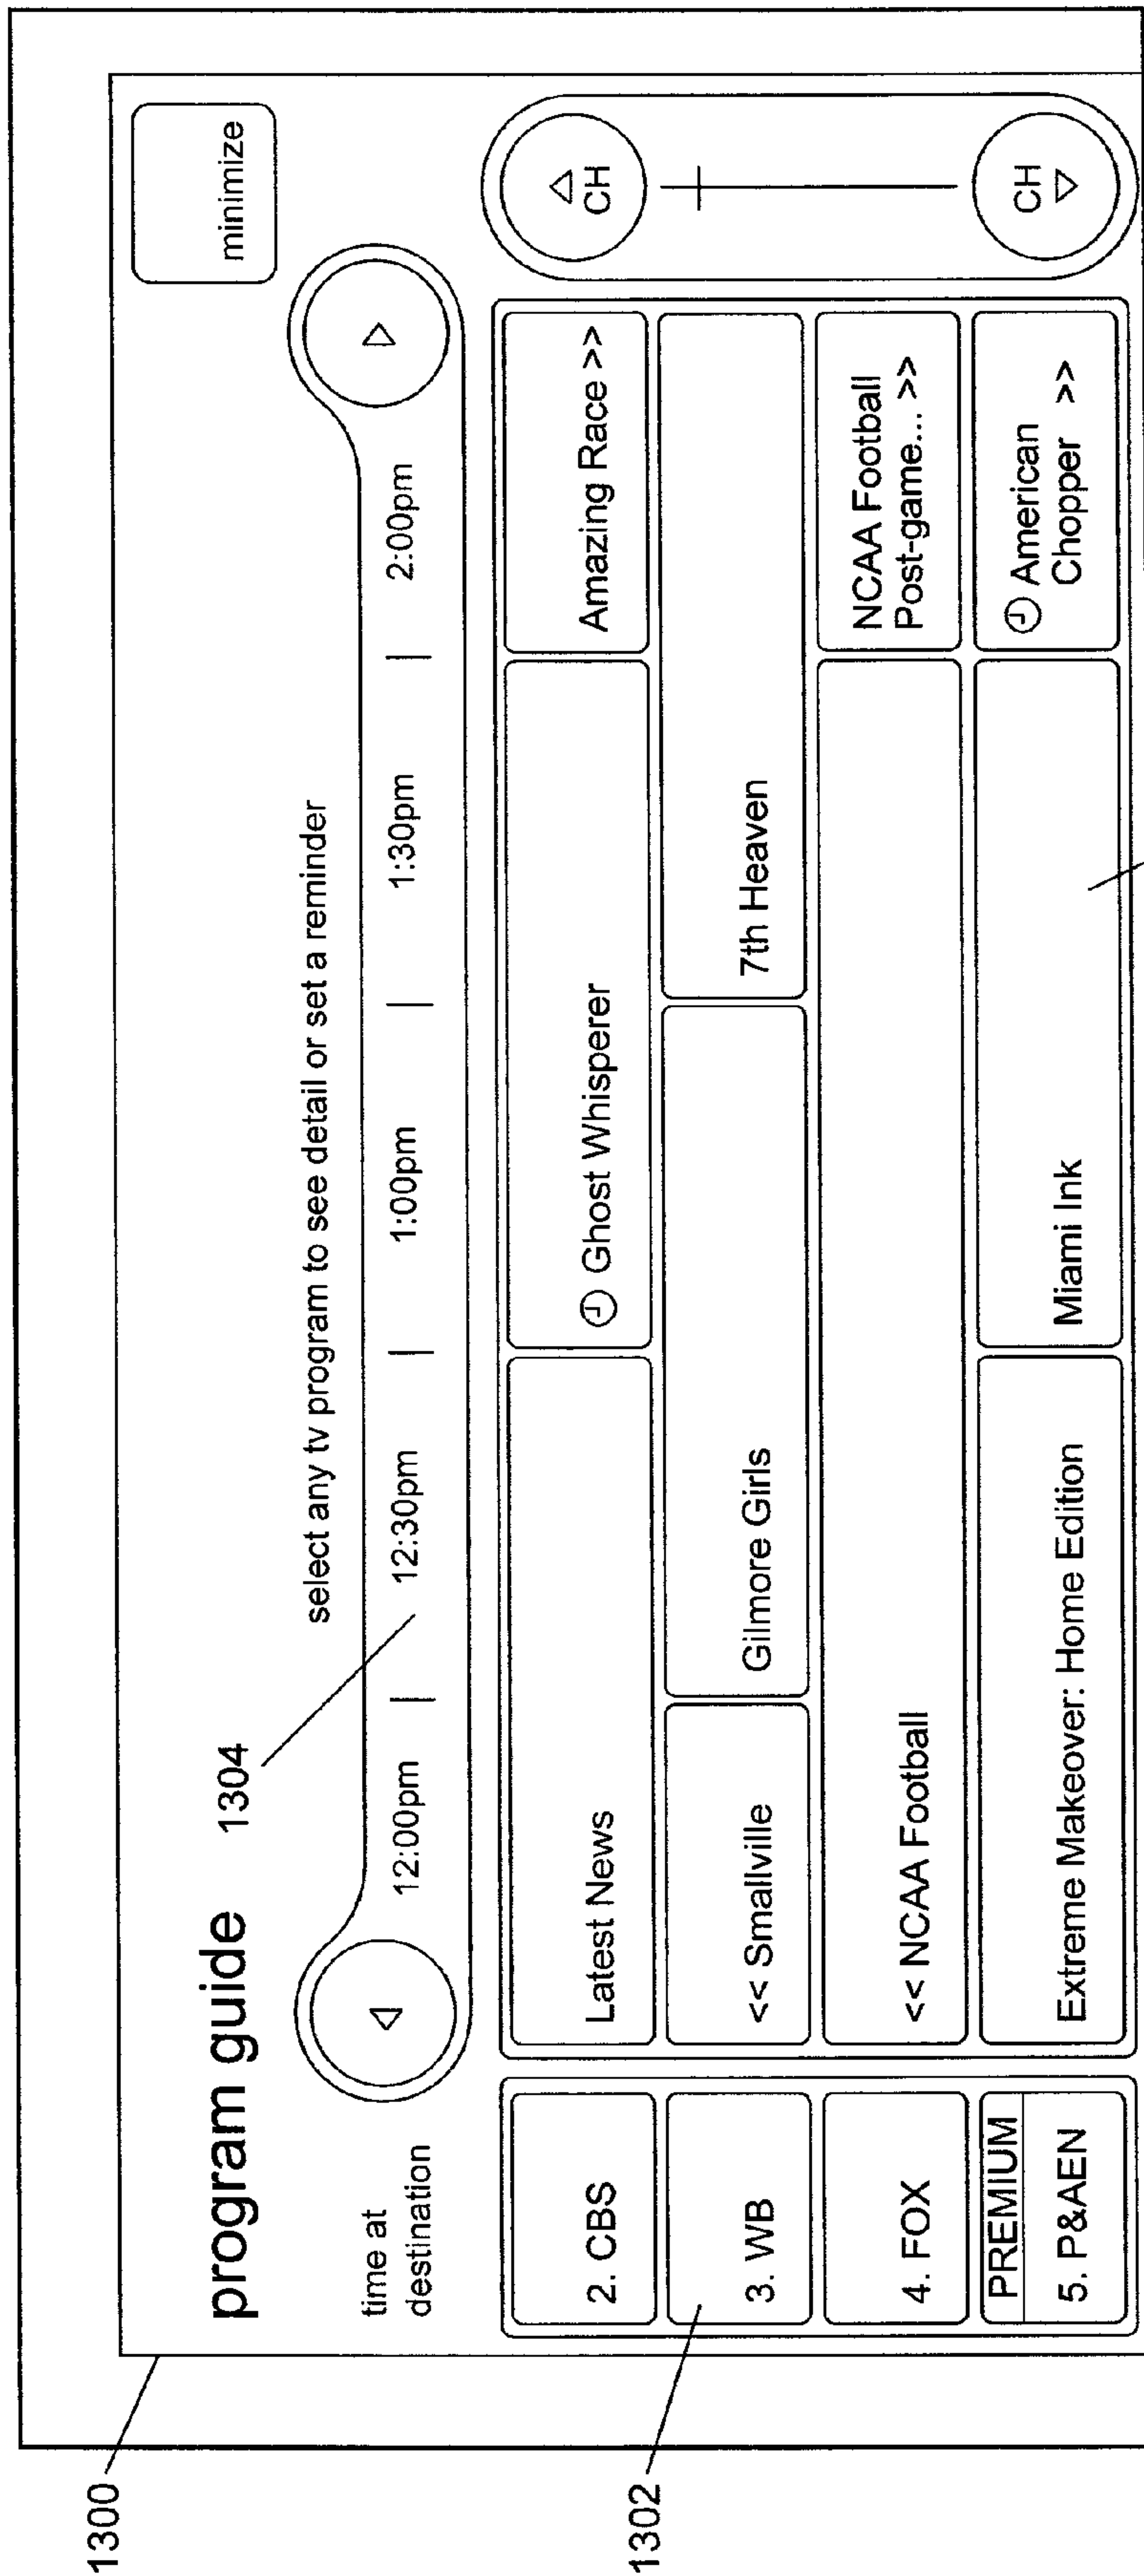 1300
program guide
1304
minimize
select any tv program to see detail or set a reminder
time at
destination
12:00pm
12:30pm
1:00pm
1:30pm
2:00pm
1302
2. CBS
Latest News
Ghost Whisperer
Amazing Race >>
CH
3. WB
<< Smallville
Gilmore Girls
7th Heaven
4. FOX
<< NCAA Football
NCAA Football
Post-game... >>
PREMIUM
5. P&AEN
Extreme Makeover: Home Edition
Miami Ink
American
Chopper >>
CH